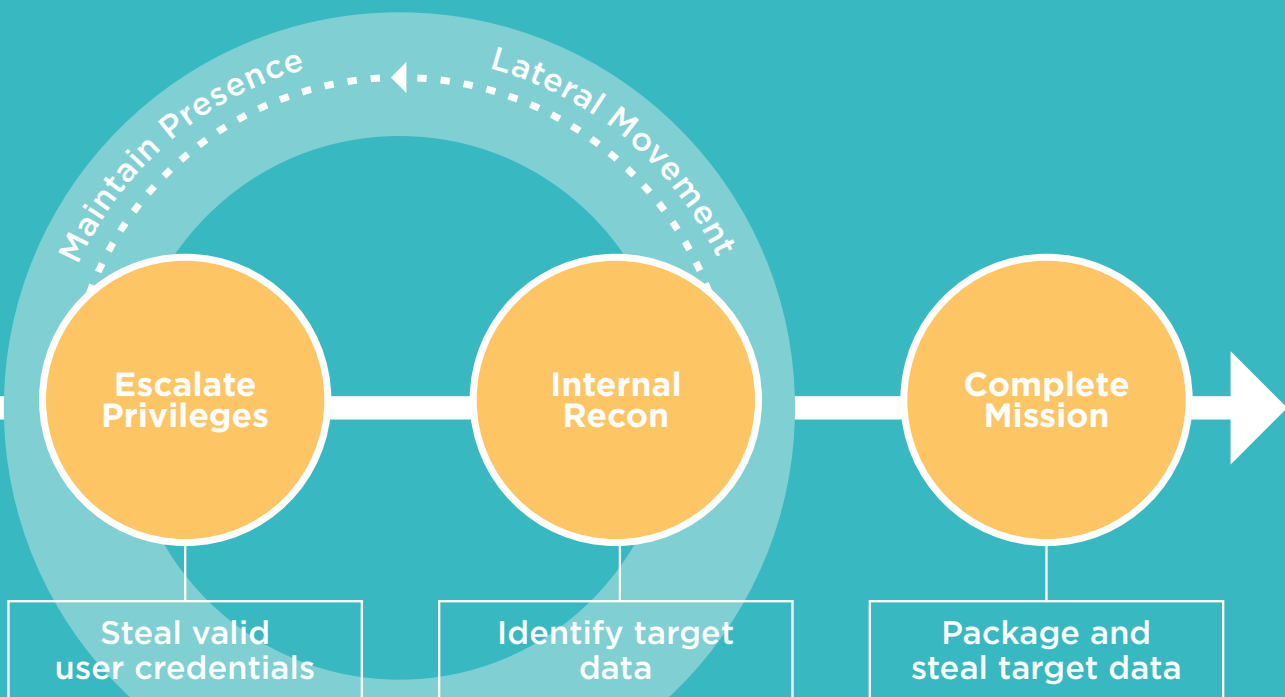 Maintain Presence
Lateral Movement
Escalate
Privileges
Internal
Recon
Complete
Mission
Steal valid
user credentials
Identify target
data
Package and
steal target data